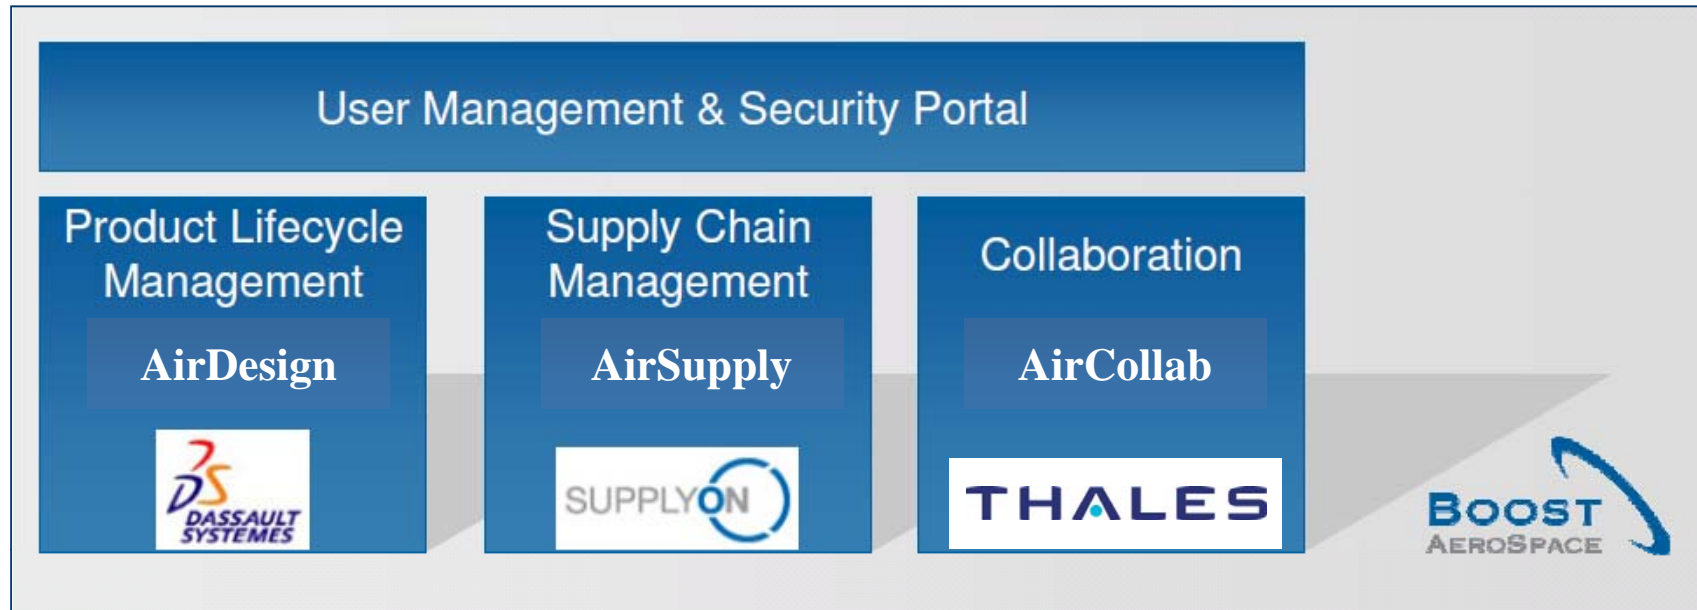 User Management & Security Portal
Product Lifecycle
Management
AirDesign
DASSAULT
SYSTEMES
Supply Chain
Management
AirSupply
SUPPLYON
Collaboration
AirCollab
THALES
BOOST
AEROSPACE